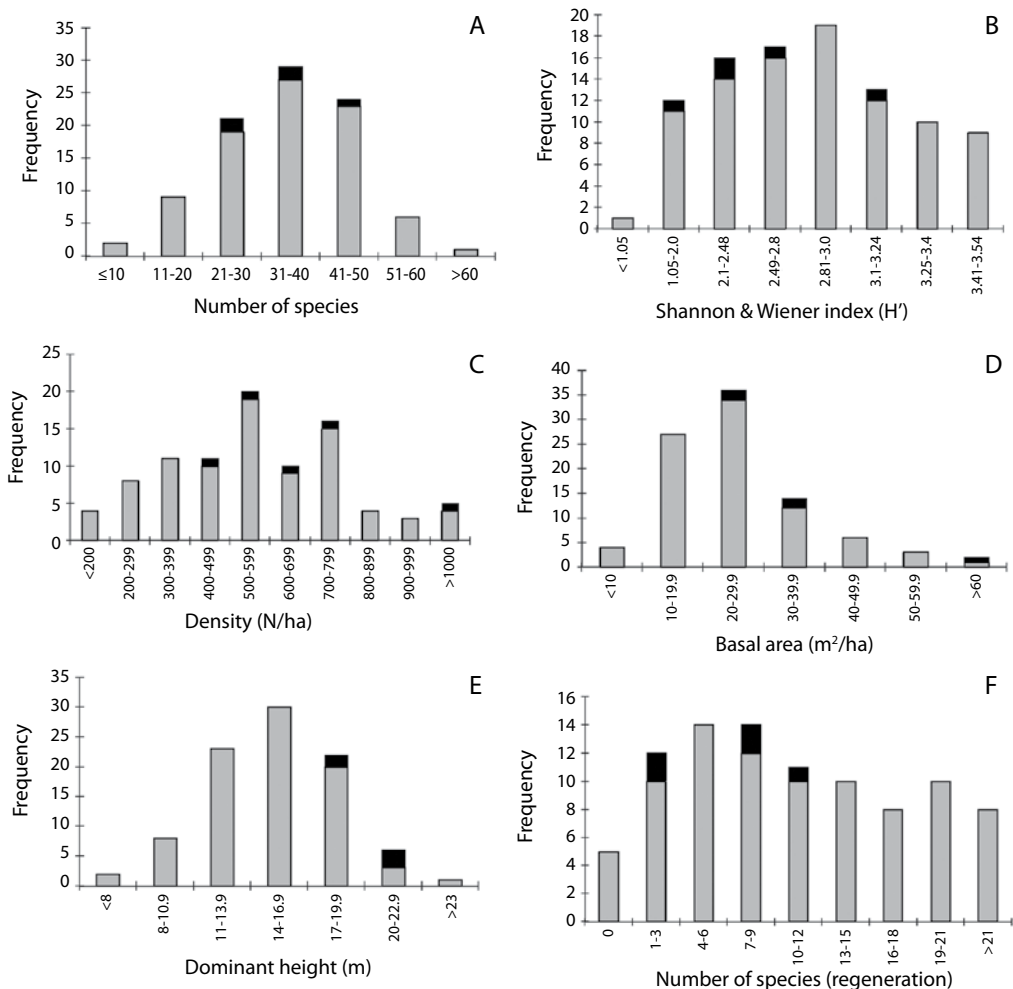 A
Frequency
35
30
25
20
15
10
5
0
≤10 11-20 21-30 31-40 41-50 51-60 >60
Number of species
B
Frequency
20
18
16
14
12
10
8
6
4
2
0
<1.05 1.05-2.0 2.1-2.48 2.49-2.8 2.81-3.0 3.1-3.24 3.25-3.4 3.41-3.54
Shannon & Wiener index (H')
C
Frequency
25
20
15
10
5
0
<200 200-299 300-399 400-499 500-599 600-699 700-799 800-899 900-999 >1000
Density (N/ha)
D
Frequency
40
35
30
25
20
15
10
5
0
<10 10-19.9 20-29.9 30-39.9 40-49.9 50-59.9 >60
Basal area (m²/ha)
E
Frequency
35
30
25
20
15
10
5
0
<8 8-10.9 11-13.9 14-16.9 17-19.9 20-22.9 >23
Dominant height (m)
F
Frequency
16
14
12
10
8
6
4
2
0
0 1-3 4-6 7-9 10-12 13-15 16-18 19-21 >21
Number of species (regeneration)